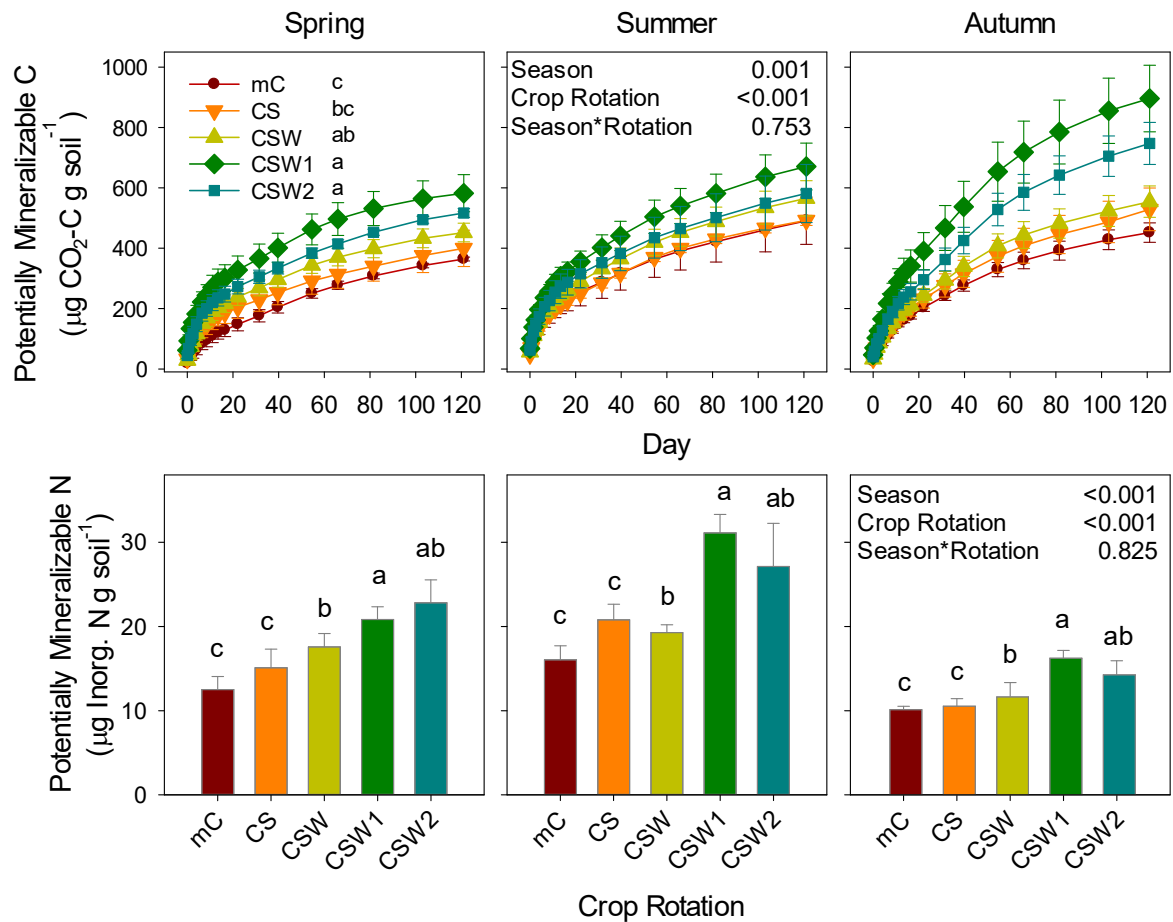 Spring
Summer
Autumn
Potentially Mineralizable C
(µg CO₂-C g soil⁻¹)
1000
800
600
400
200
0
mC c
CS bc
CSW ab
CSW1 a
CSW2 a
Season 0.001
Crop Rotation <0.001
Season*Rotation 0.753
0 20 40 60 80 100 120
0 20 40 60 80 100 120
0 20 40 60 80 100 120
Day
Potentially Mineralizable N
(µg Inorg. N g soil⁻¹)
30
20
10
0
c c b a ab
c c b a ab
Season <0.001
Crop Rotation <0.001
Season*Rotation 0.825
c c b a ab
mC CS CSW CSW1 CSW2
mC CS CSW CSW1 CSW2
mC CS CSW CSW1 CSW2
Crop Rotation